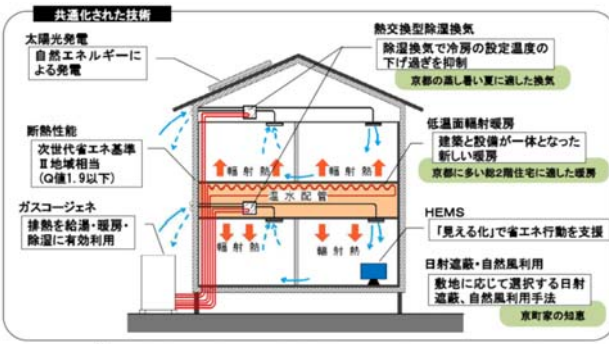 共通化された技術
太陽光発電
自然エネルギー
による発電
熱交換型除湿換気
除湿換気で冷房の設定温度の
下げ過ぎを抑制
京都の蒸し暑い夏に適した換気
断熱性能
次世代省エネ基準
Ⅱ地域相当
(Q値1.9以下)
低温面輻射暖房
建築と設備が一体となった
新しい暖房
京都に多い総2階住宅に適した暖房
輻射熱
輻射熱
温水配管
輻射熱
輻射熱
ガスコージェネ
排熱を給湯・暖房・
除湿に有効利用
HEMS
「見える化」で省エネ行動を支援
日射遮蔽・自然風利用
敷地に応じて選択する日射
遮蔽、自然風利用手法
京町家の知恵